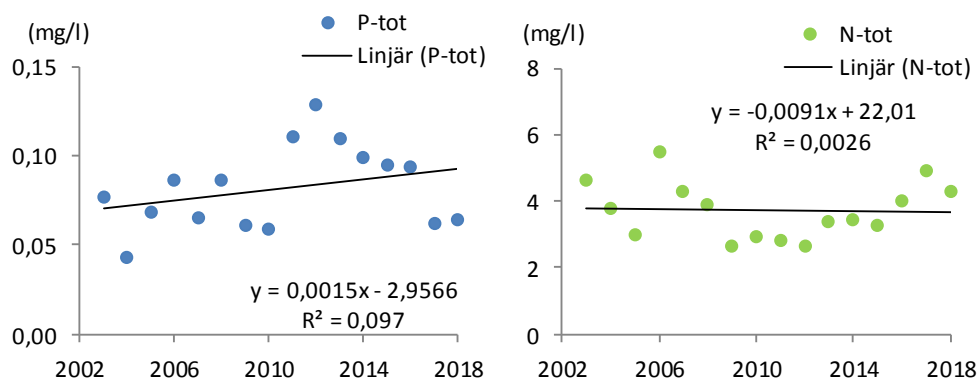 (mg/l)
P-tot
Linjär (P-tot)
0,15
0,10
0,05
0,00
y = 0,0015x - 2,9566
R² = 0,097
2002 2006 2010 2014 2018
(mg/l)
N-tot
Linjär (N-tot)
8
6
4
2
0
y = -0,0091x + 22,01
R² = 0,0026
2002 2006 2010 2014 2018